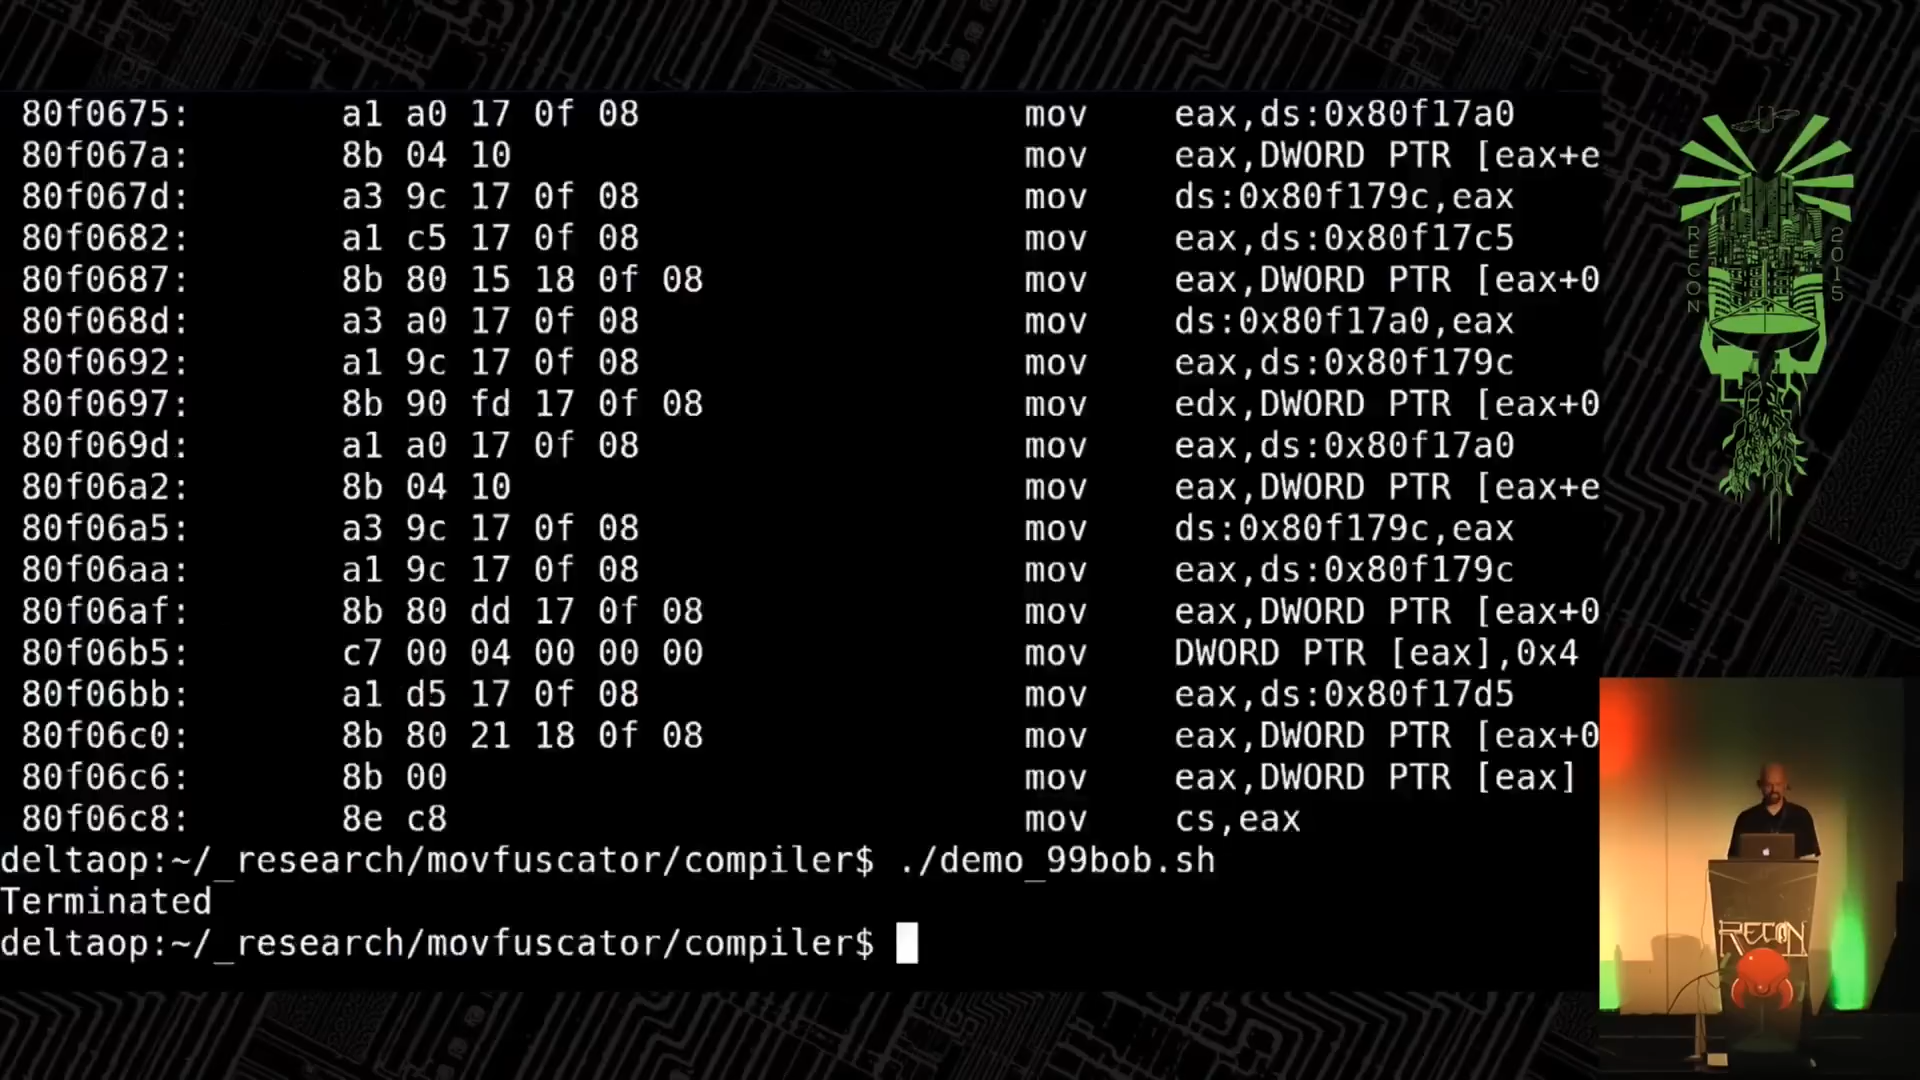 80f0675: a1 a0 17 0f 08 mov eax,ds:0x80f17a0
80f067a: 8b 04 10 mov eax,DWORD PTR [eax+e
80f067d: a3 9c 17 0f 08 mov ds:0x80f179c,eax
80f0682: a1 c5 17 0f 08 mov eax,ds:0x80f17c5
80f0687: 8b 80 15 18 0f 08 mov eax,DWORD PTR [eax+0
80f068d: a3 a0 17 0f 08 mov ds:0x80f17a0,eax
80f0692: a1 9c 17 0f 08 mov eax,ds:0x80f179c
80f0697: 8b 90 fd 17 0f 08 mov edx,DWORD PTR [eax+0
80f069d: a1 a0 17 0f 08 mov eax,ds:0x80f17a0
80f06a2: 8b 04 10 mov eax,DWORD PTR [eax+e
80f06a5: a3 9c 17 0f 08 mov ds:0x80f179c,eax
80f06aa: a1 9c 17 0f 08 mov eax,ds:0x80f179c
80f06af: 8b 80 dd 17 0f 08 mov eax,DWORD PTR [eax+0
80f06b5: c7 00 04 00 00 00 mov DWORD PTR [eax],0x4
80f06bb: a1 d5 17 0f 08 mov eax,ds:0x80f17d5
80f06c0: 8b 80 21 18 0f 08 mov eax,DWORD PTR [eax+0
80f06c6: 8b 00 mov eax,DWORD PTR [eax]
80f06c8: 8e c8 mov cs,eax
deltaop:~/_research/movfuscator/compiler$ ./demo_99bob.sh
Terminated
deltaop:~/_research/movfuscator/compiler$
RECON
2015
RECON